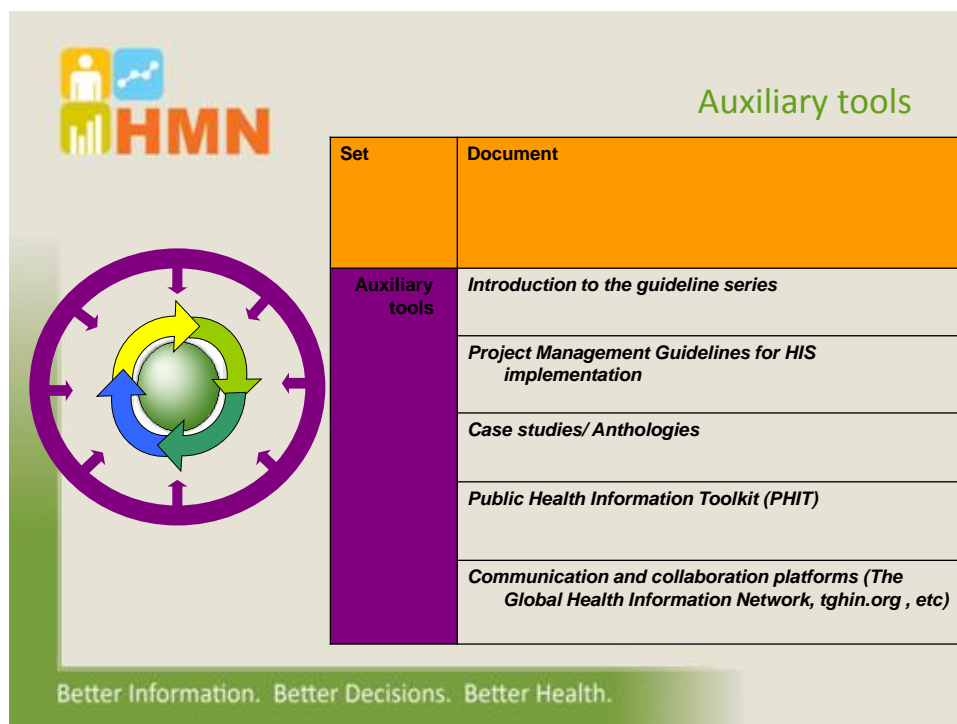 HMN
Auxiliary tools
Set
Document
Auxiliary
tools
Introduction to the guideline series
Project Management Guidelines for HIS
implementation
Case studies/ Anthologies
Public Health Information Toolkit (PHIT)
Communication and collaboration platforms (The
Global Health Information Network, tghin.org , etc)
Better Information. Better Decisions. Better Health.